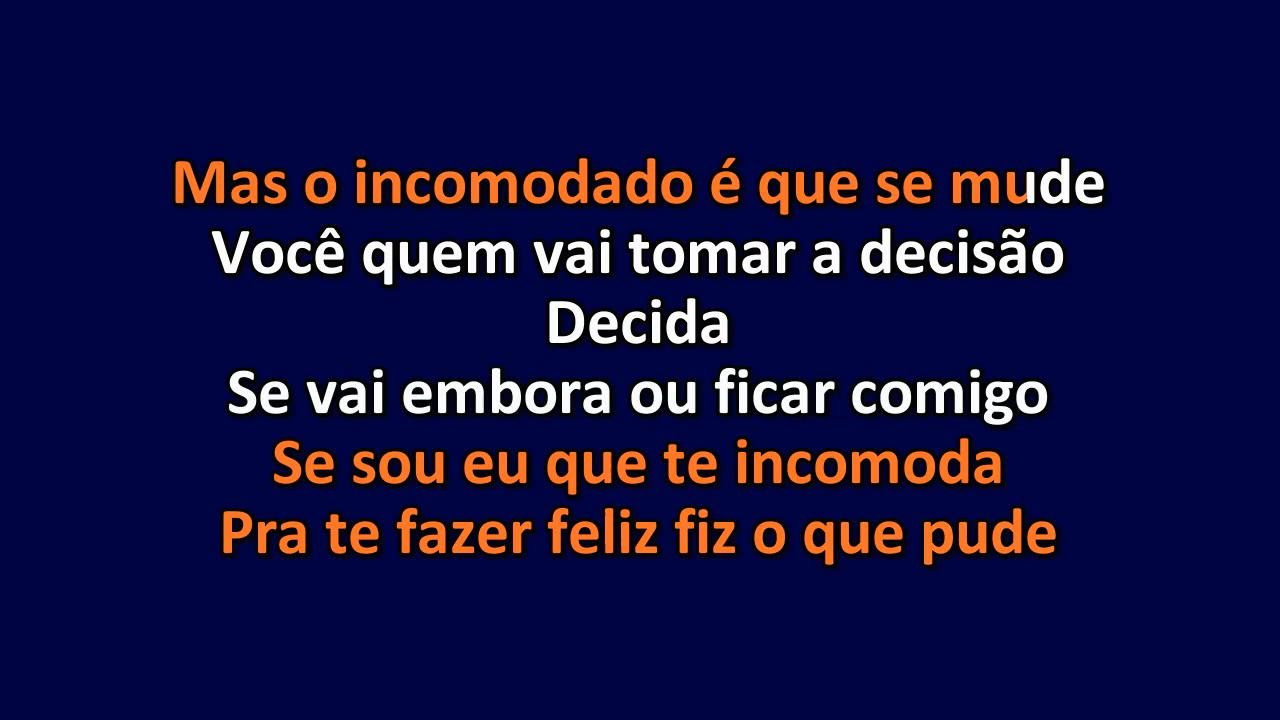 Mas o incomodado é que se mude
Você quem vai tomar a decisão
Decida
Se vai embora ou ficar comigo
Se sou eu que te incomoda
Pra te fazer feliz fiz o que pude